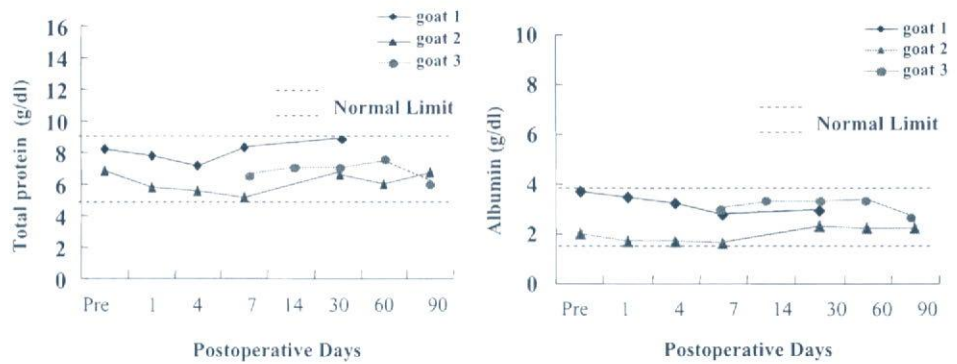 Total protein (g/dl)
16
14
12
10
8
6
4
2
0
goat 1
goat 2
goat 3
Normal Limit
Pre 1 4 7 14 30 60 90
Postoperative Days
Albumin (g/dl)
10
8
6
4
2
0
goat 1
goat 2
goat 3
Normal Limit
Pre 1 4 7 14 30 60 90
Postoperative Days